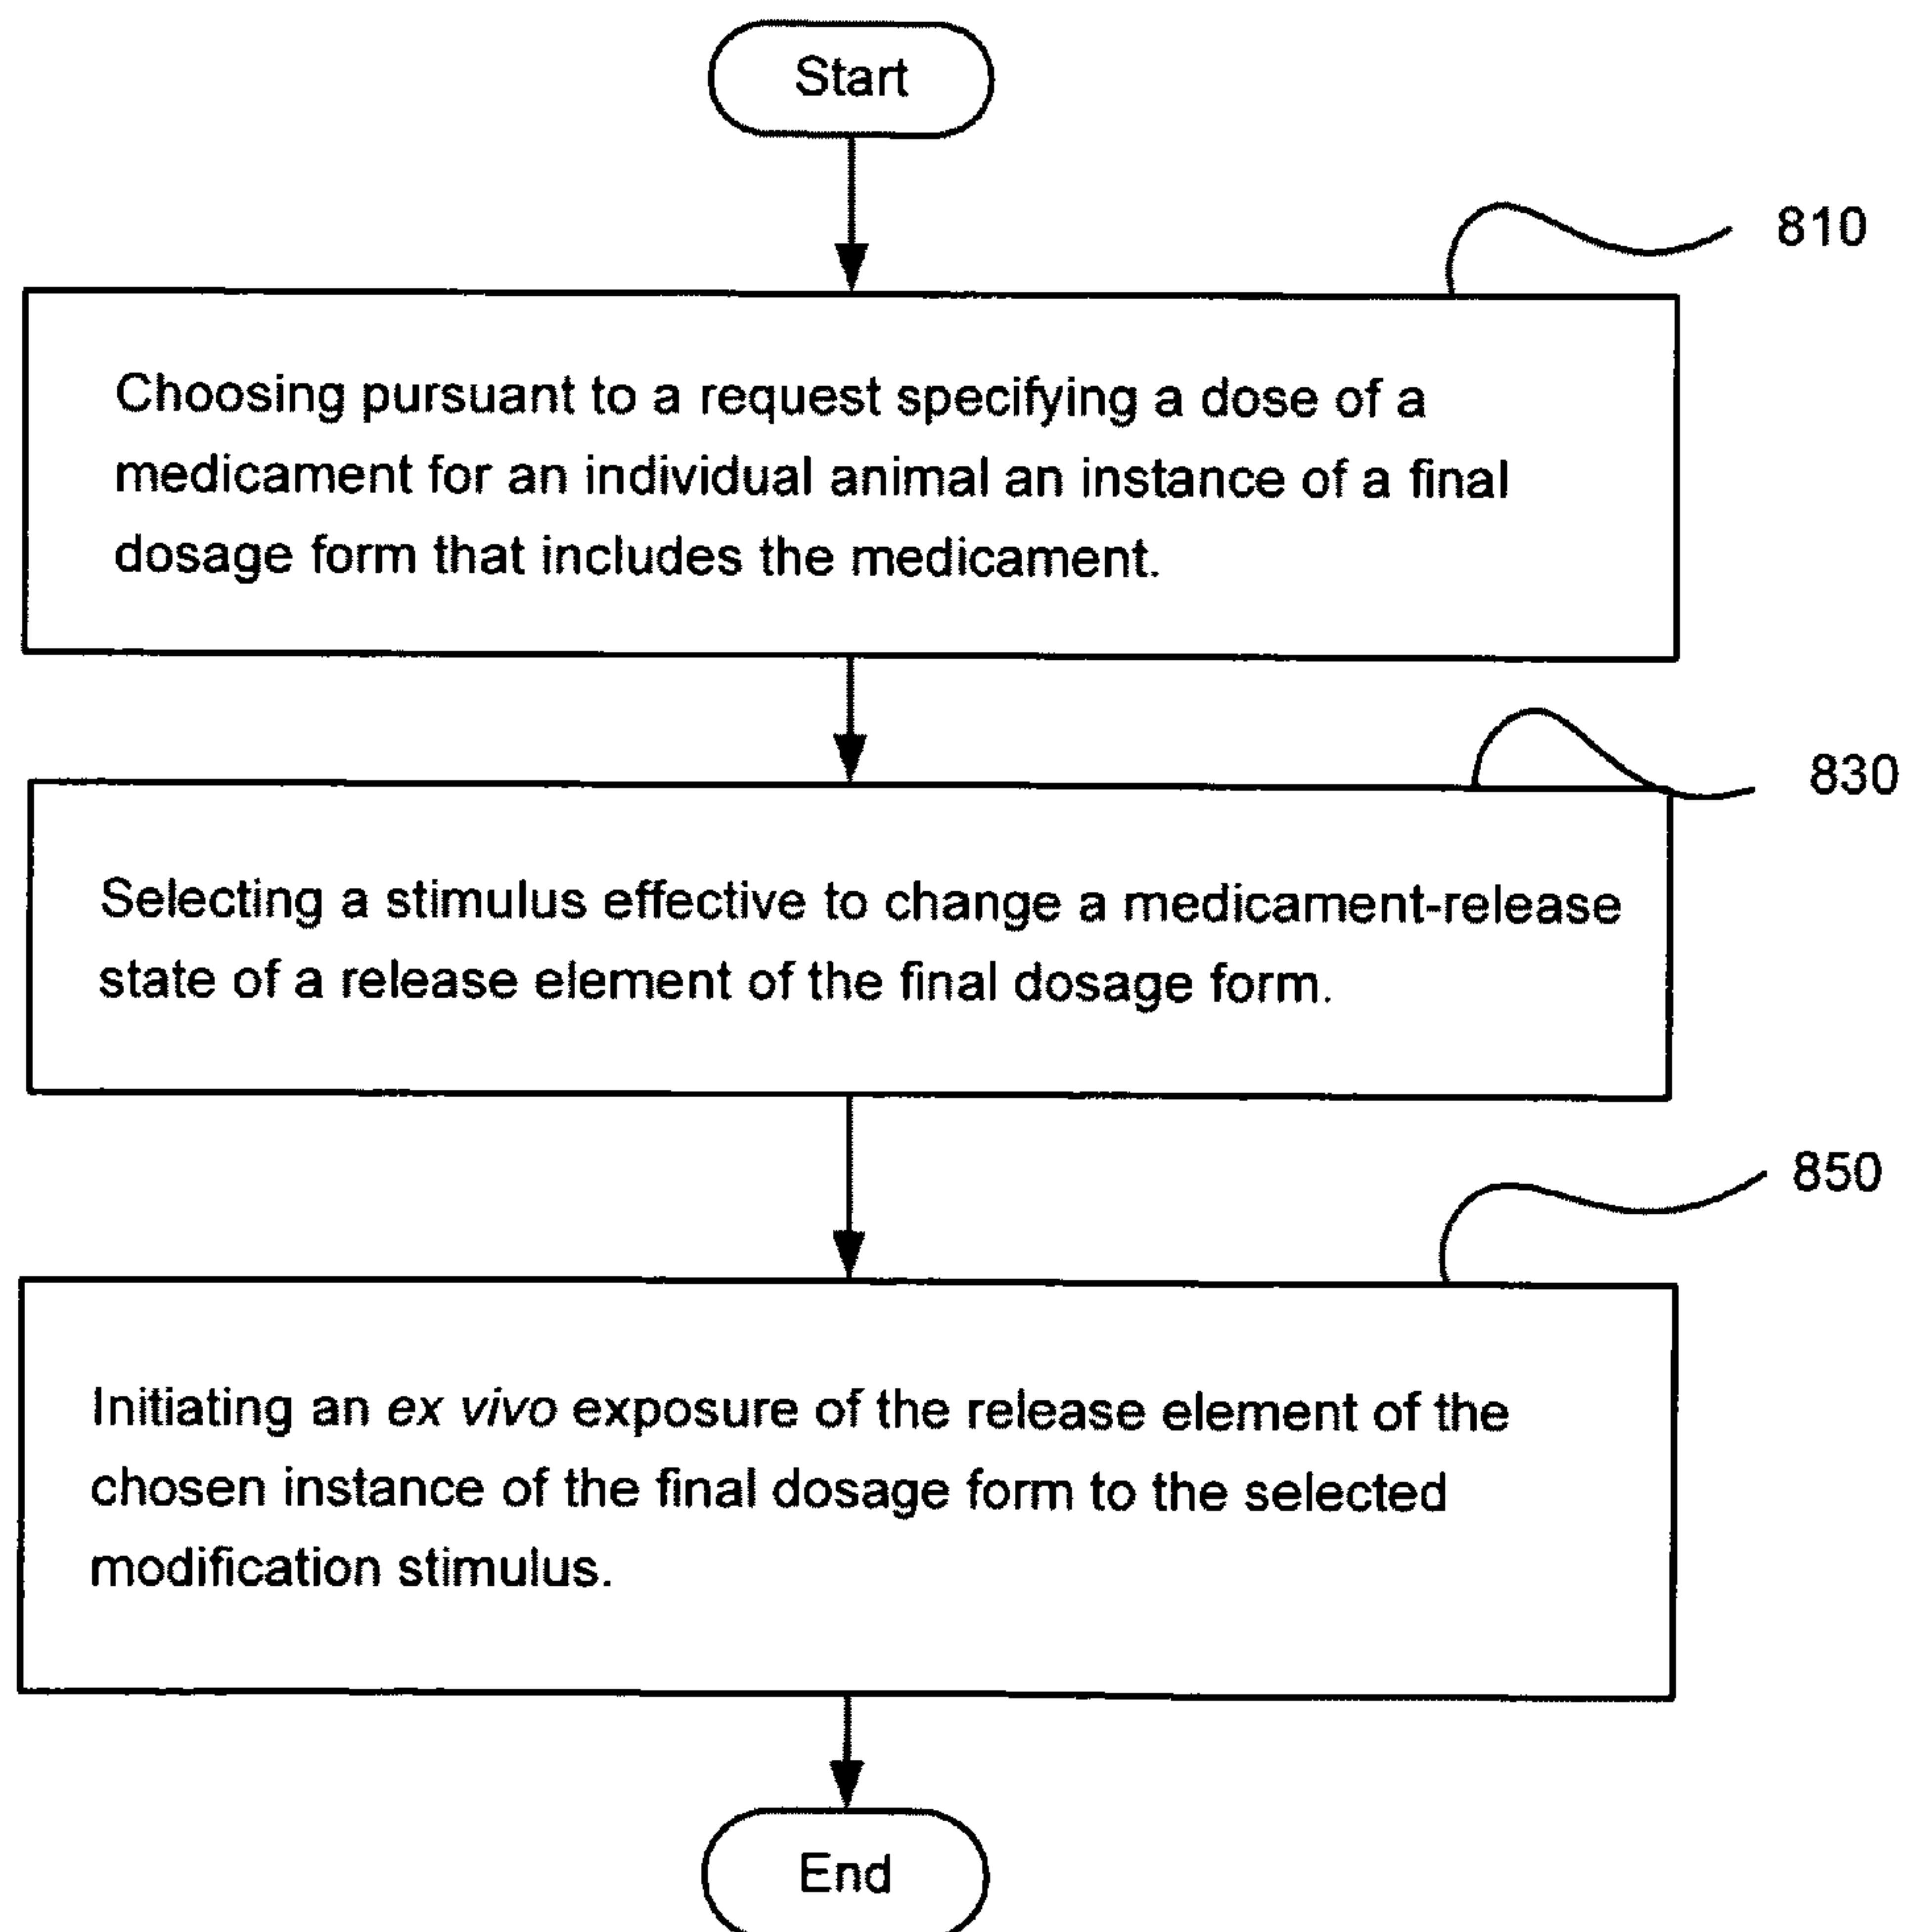 Start
810
Choosing pursuant to a request specifying a dose of a
medicament for an individual animal an instance of a final
dosage form that includes the medicament.
830
Selecting a stimulus effective to change a medicament-release
state of a release element of the final dosage form.
850
Initiating an ex vivo exposure of the release element of the
chosen instance of the final dosage form to the selected
modification stimulus.
End